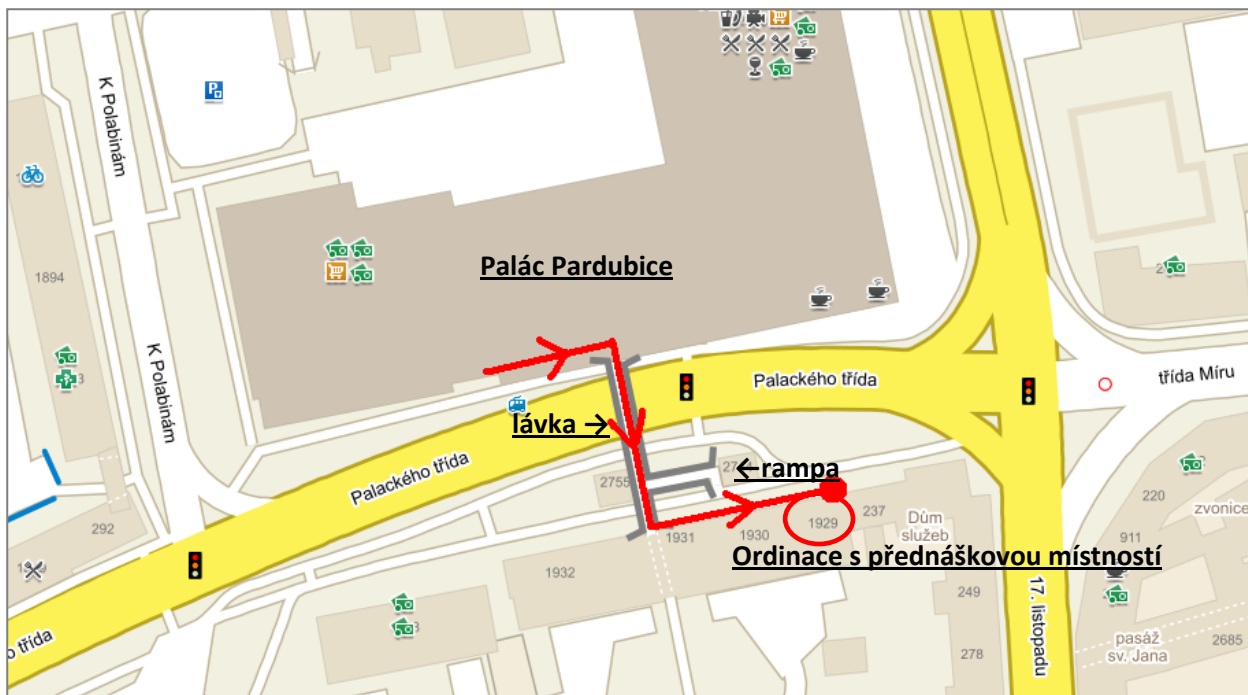 K Polabinám
1894
Palác Pardubice
Palackého třída
třída Míru
K Polabinám
lávka →
←rampa
Palackého třída
2755
292
220
zvonice
237
1929
Dům
služeb
911
1931
1930
Ordinace s přednáškovou místností
1932
249
17. listopadu
pasáž
sv. Jana
2685
278
o třída